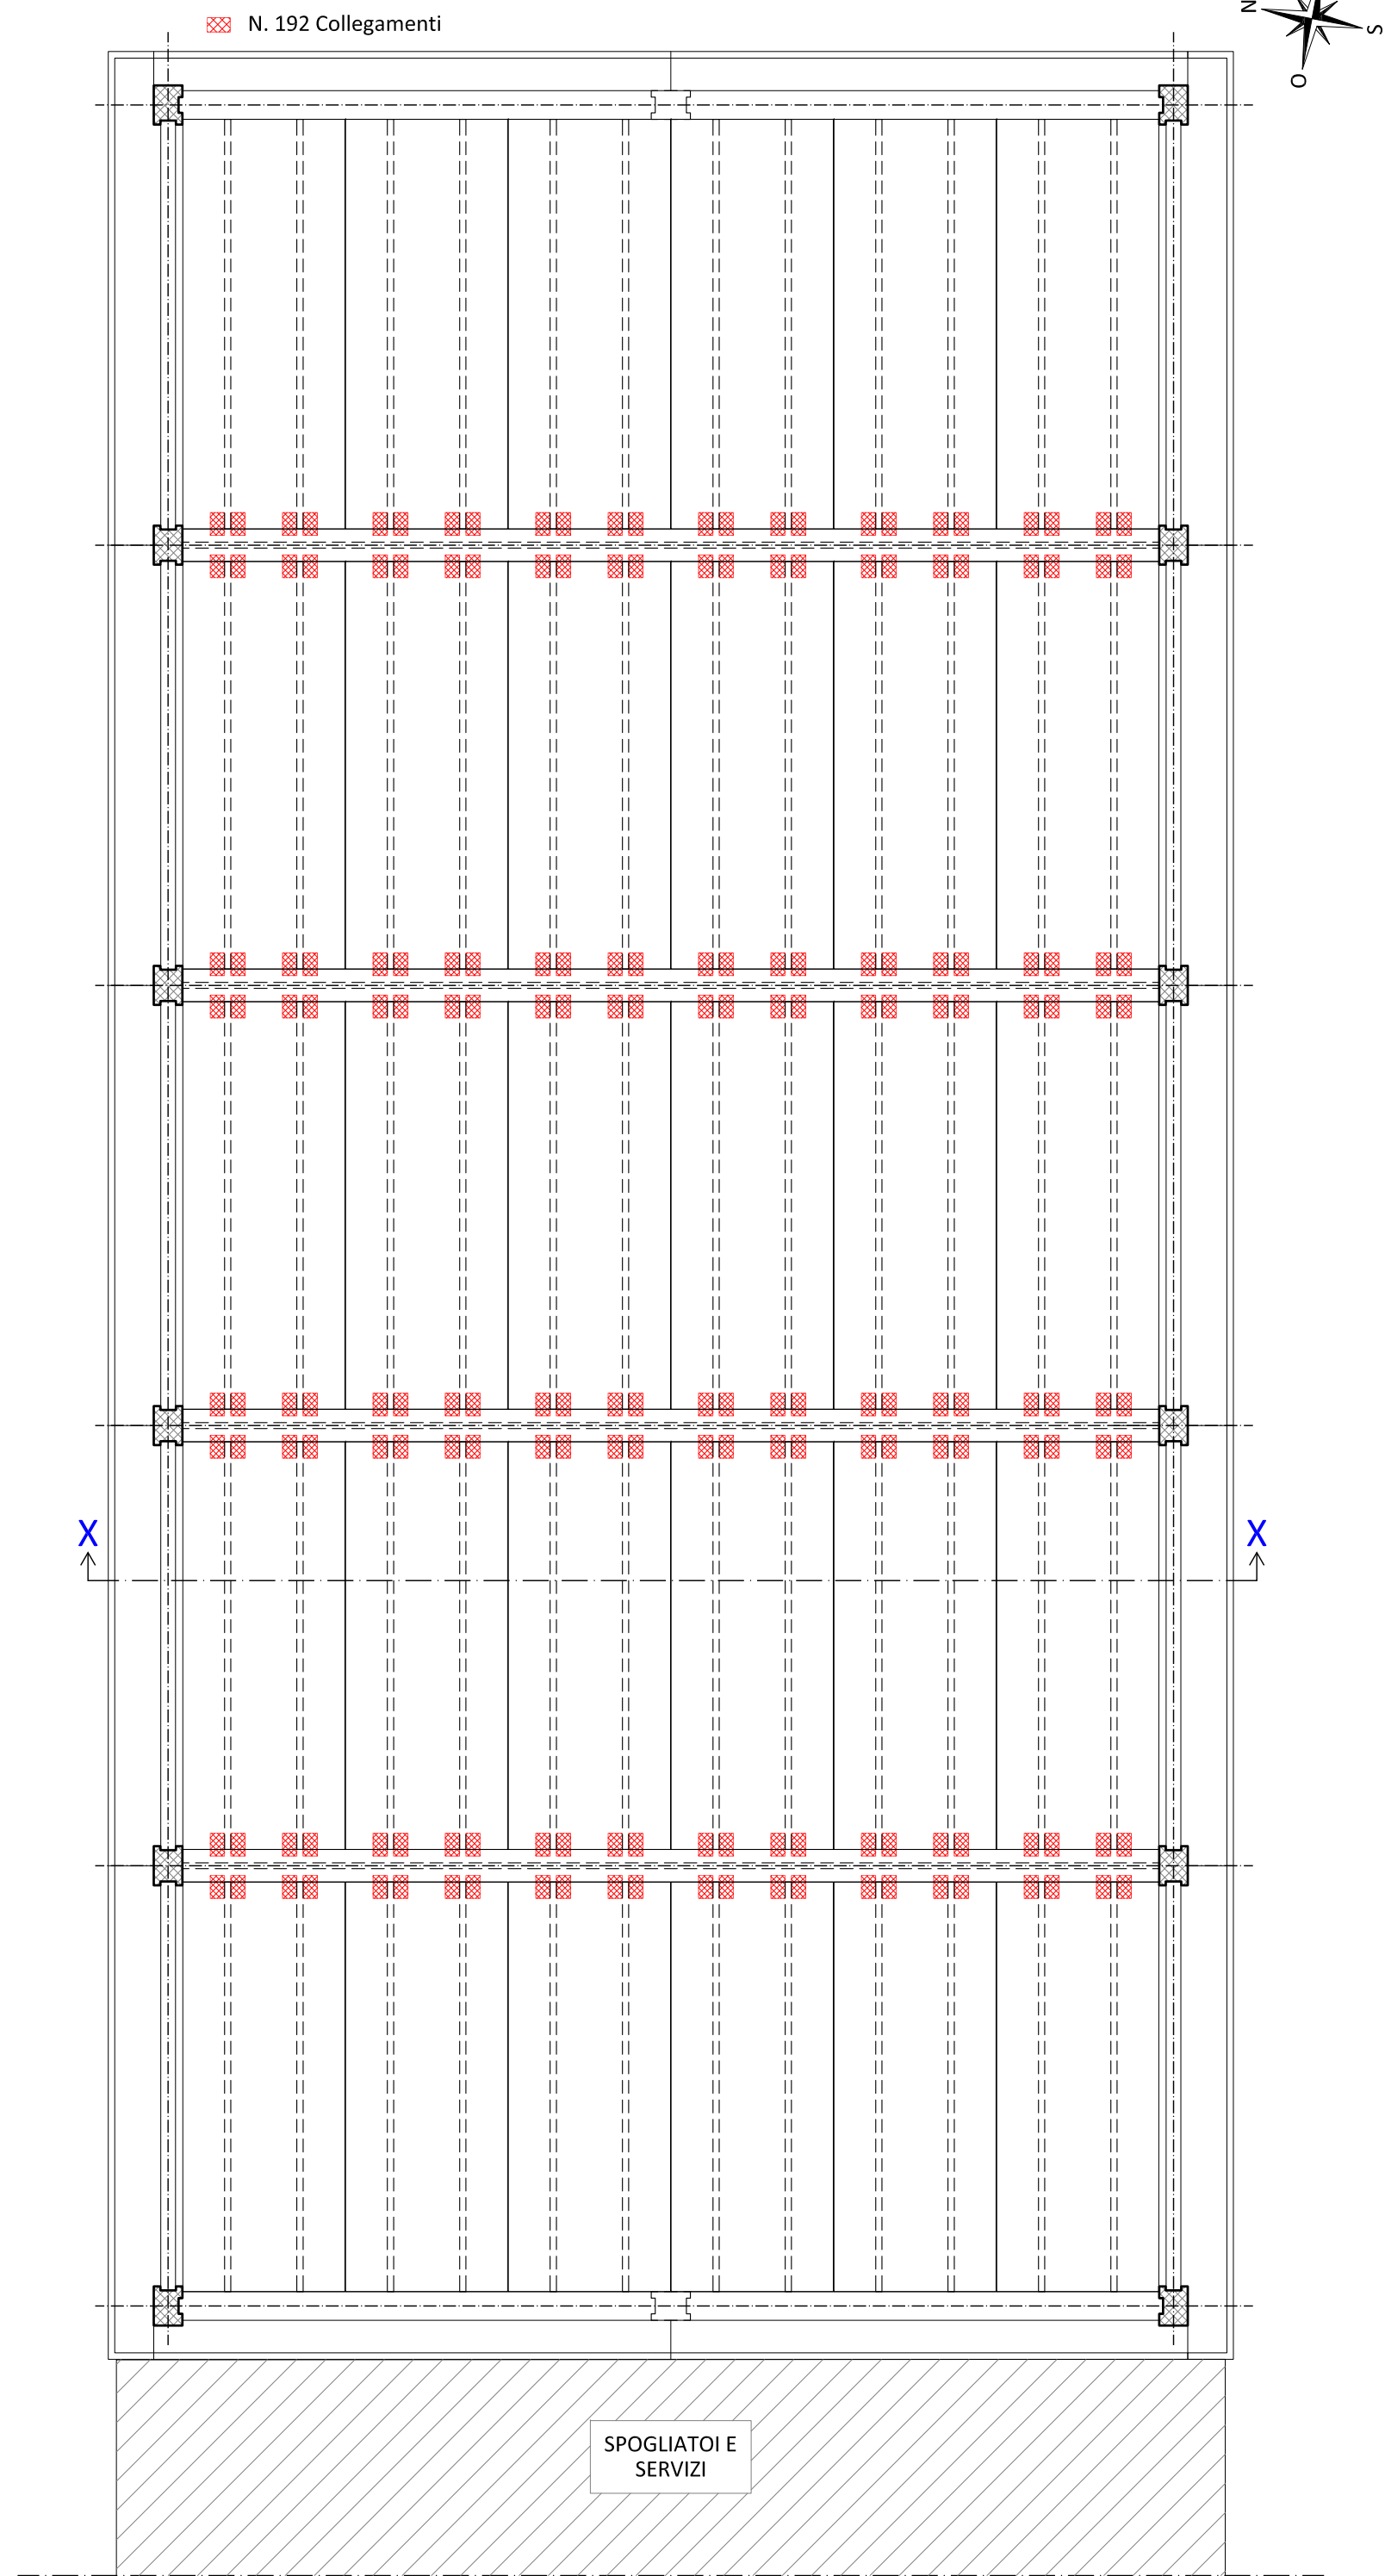 N. 192 Collegamenti
N
S
O
X
X
SPOGLIATOI E
SERVIZI